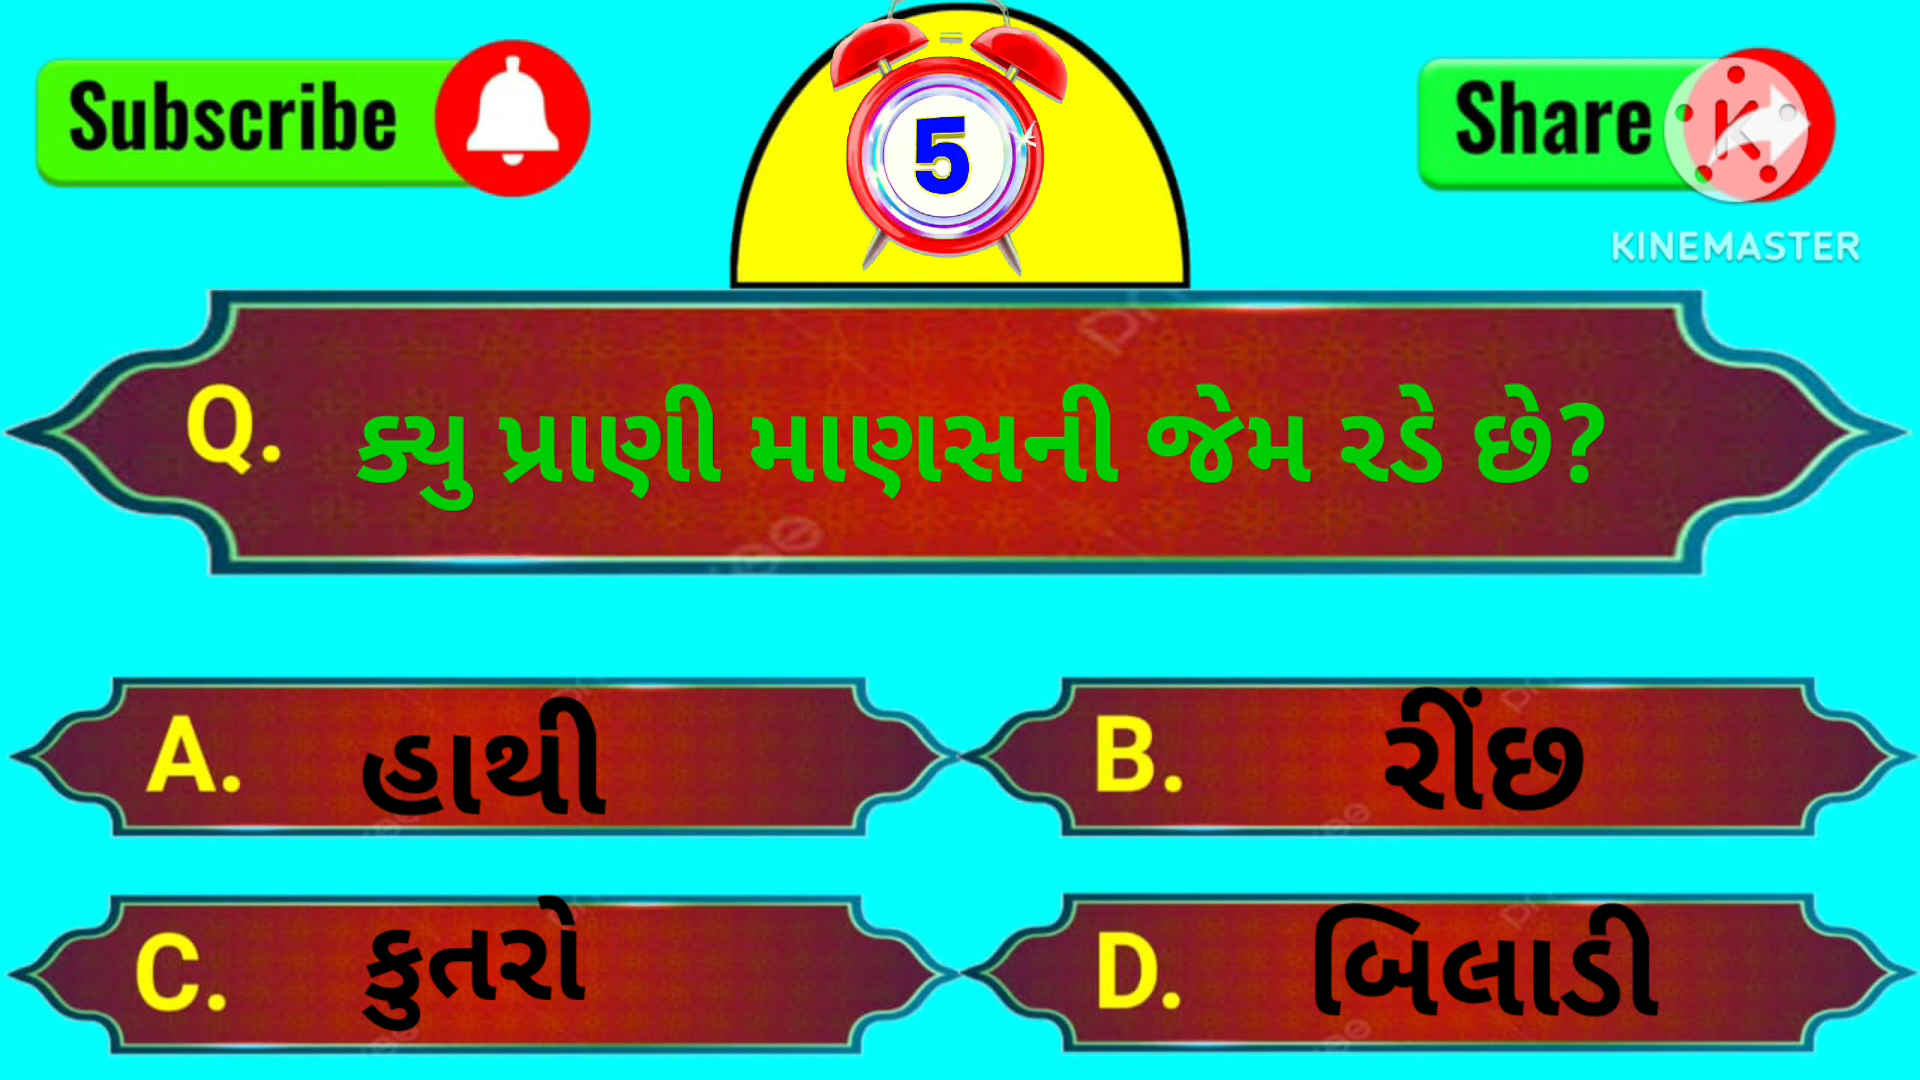 Subscribe
5
Share
KINEMASTER
Q. ક્યુ પ્રાણી માણસની જેમ રડે છે?
A. હાથી
B. રીંછ
C. કુતરો
D. બિલાડી